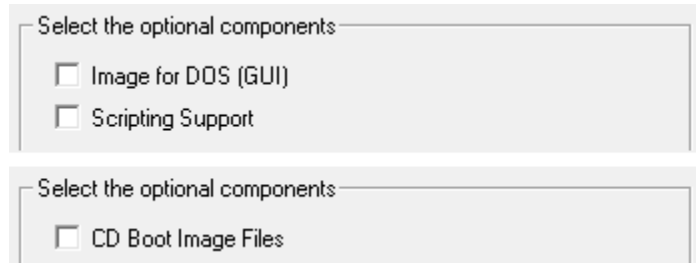 Select the optional components
Image for DOS (GUI)
Scripting Support
Select the optional components
CD Boot Image Files